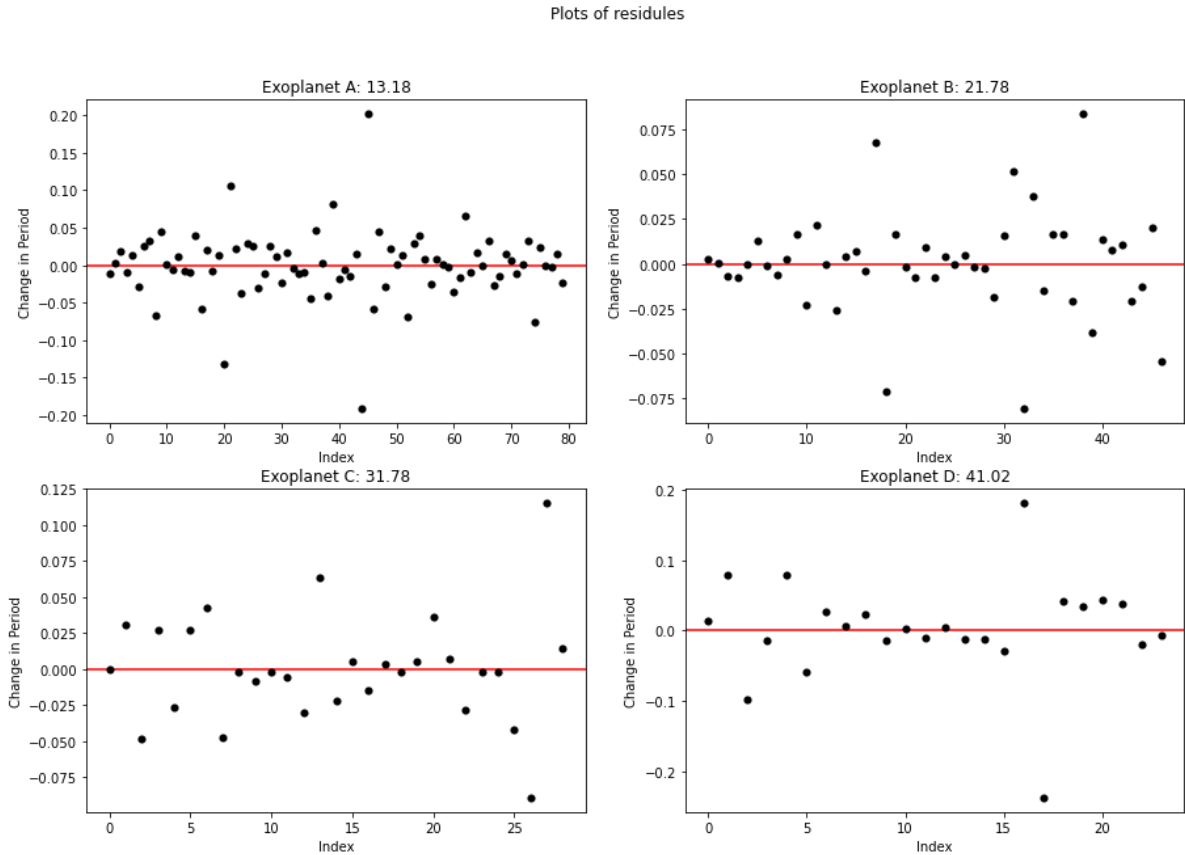 Plots of residules
Exoplanet A: 13.18
Change in Period
0.20
0.15
0.10
0.05
0.00
−0.05
−0.10
−0.15
−0.20
0 10 20 30 40 50 60 70 80
Index
Exoplanet B: 21.78
Change in Period
0.075
0.050
0.025
0.000
−0.025
−0.050
−0.075
0 10 20 30 40
Index
Exoplanet C: 31.78
Change in Period
0.125
0.100
0.075
0.050
0.025
0.000
−0.025
−0.050
−0.075
0 5 10 15 20 25
Index
Exoplanet D: 41.02
Change in Period
0.2
0.1
0.0
−0.1
−0.2
0 5 10 15 20
Index